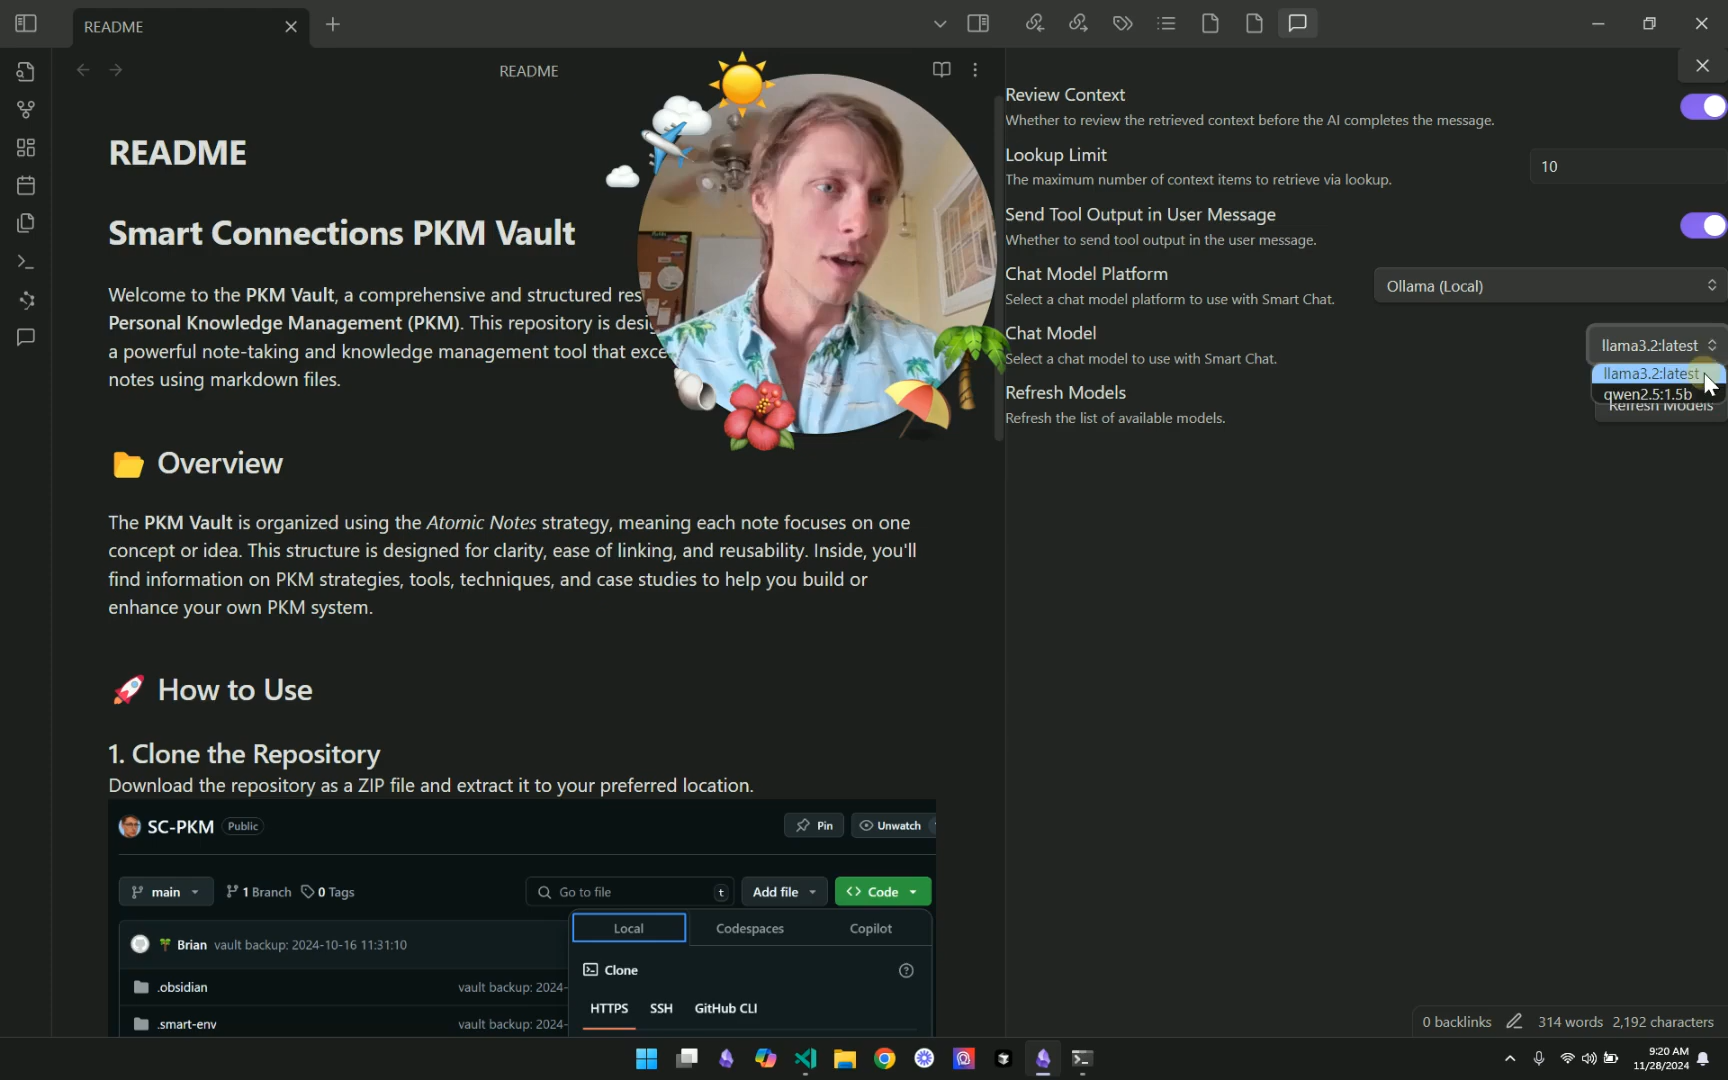 README
README
README
Smart Connections PKM Vault
Welcome to the PKM Vault, a comprehensive and structured res
Personal Knowledge Management (PKM). This repository is desig
a powerful note-taking and knowledge management tool that exce
notes using markdown files.
📂 Overview
The PKM Vault is organized using the Atomic Notes strategy, meaning each note focuses on one
concept or idea. This structure is designed for clarity, ease of linking, and reusability. Inside, you'll
find information on PKM strategies, tools, techniques, and case studies to help you build or
enhance your own PKM system.
🚀 How to Use
1. Clone the Repository
Download the repository as a ZIP file and extract it to your preferred location.
SC-PKM Public
Pin
Unwatch
main
1 Branch
0 Tags
Go to file
t
Add file
<> Code
🌴 Brian vault backup: 2024-10-16 11:31:10
.obsidian
vault backup: 2024-
.smart-env
vault backup: 2024-
Local
Codespaces
Copilot
Clone
HTTPS
SSH
GitHub CLI
Review Context
Whether to review the retrieved context before the AI completes the message.
Lookup Limit
The maximum number of context items to retrieve via lookup.
10
Send Tool Output in User Message
Whether to send tool output in the user message.
Chat Model Platform
Select a chat model platform to use with Smart Chat.
Ollama (Local)
Chat Model
Select a chat model to use with Smart Chat.
llama3.2:latest
llama3.2:latest
qwen2.5:1.5b
Refresh Models
Refresh the list of available models.
Refresh Models
0 backlinks
314 words
2,192 characters
9:20 AM
11/28/2024